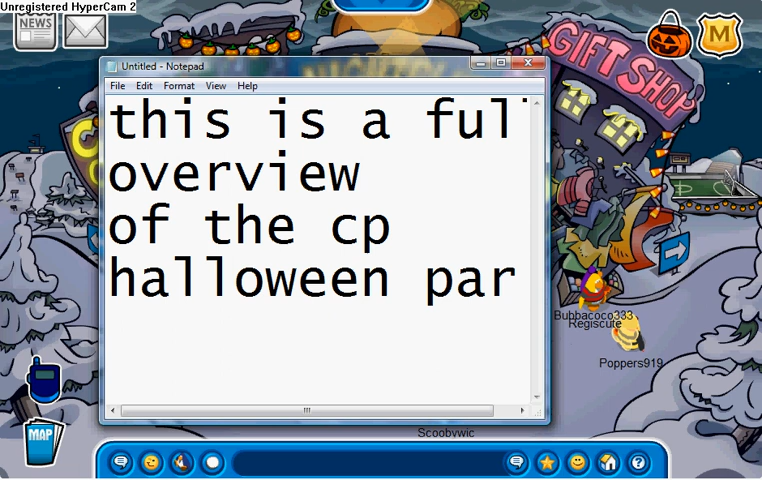 Unregistered HyperCam 2
NEWS
Untitled - Notepad
File Edit Format View Help
this is a full
overview
of the cp
halloween par
GIFT SHOP
M
Bubbacoco333
Regiscute
Poppers919
Scoobvwic
MAP
?